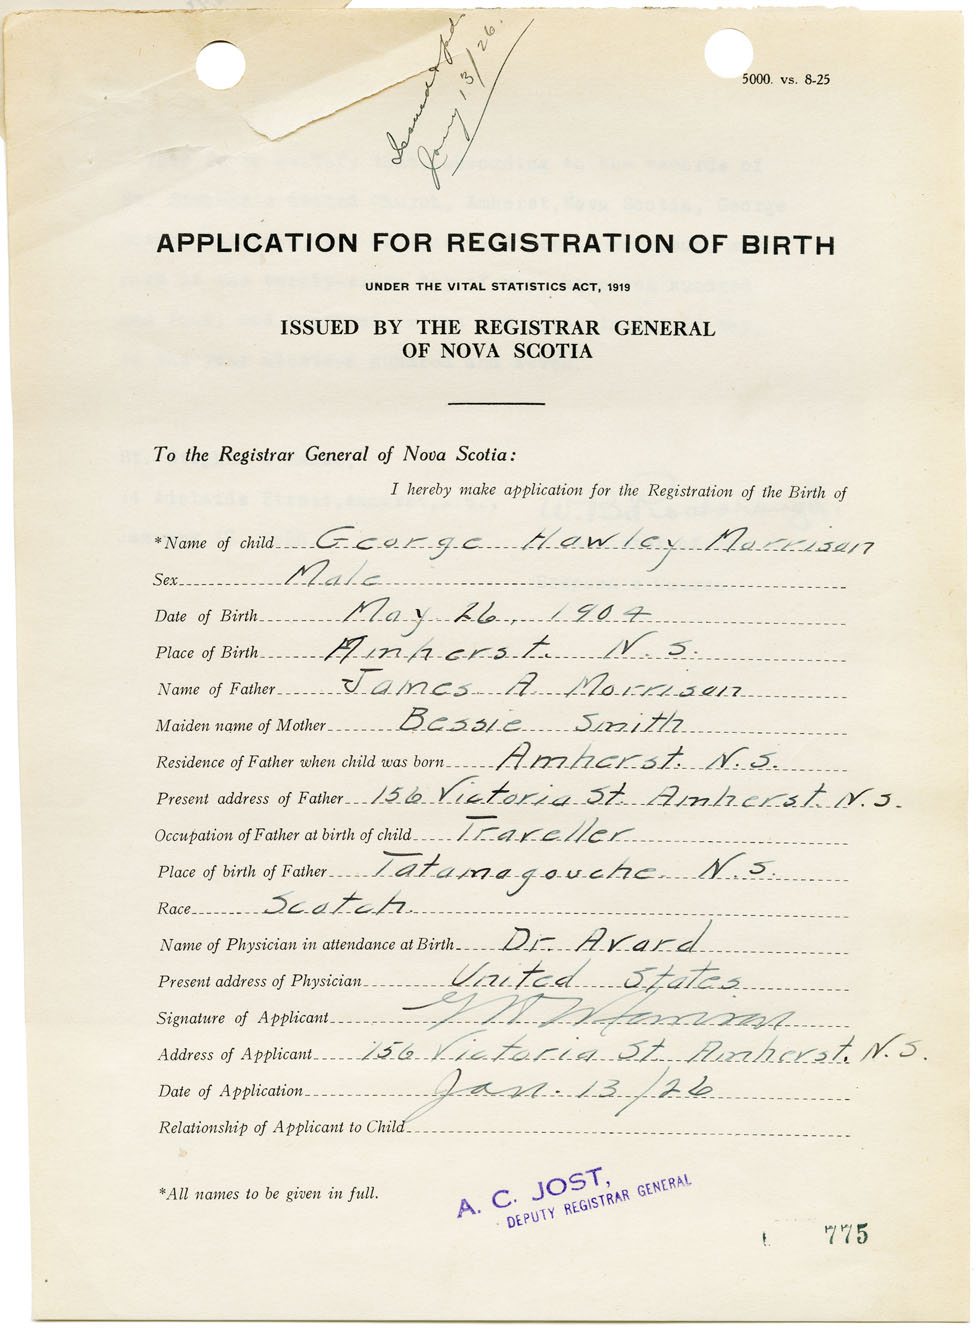 Issued & pd
Jany 13/26.
5000. vs. 8-25
APPLICATION FOR REGISTRATION OF BIRTH
UNDER THE VITAL STATISTICS ACT, 1919
ISSUED BY THE REGISTRAR GENERAL
OF NOVA SCOTIA
To the Registrar General of Nova Scotia:
I hereby make application for the Registration of the Birth of
*Name of child George Hawley Morrison
Sex Male
Date of Birth May 26, 1904
Place of Birth Amherst. N.S.
Name of Father James A Morrison
Maiden name of Mother Bessie Smith
Residence of Father when child was born Amherst. N.S.
Present address of Father 156 Victoria St. Amherst. N.S.
Occupation of Father at birth of child Traveller
Place of birth of Father Tatamagouche. N.S.
Race Scotch.
Name of Physician in attendance at Birth Dr. Avard
Present address of Physician United States
Signature of Applicant Morrison
Address of Applicant 156 Victoria St Amherst. N.S.
Date of Application Jan. 13/26
Relationship of Applicant to Child
*All names to be given in full.
A. C. JOST,
DEPUTY REGISTRAR GENERAL
775